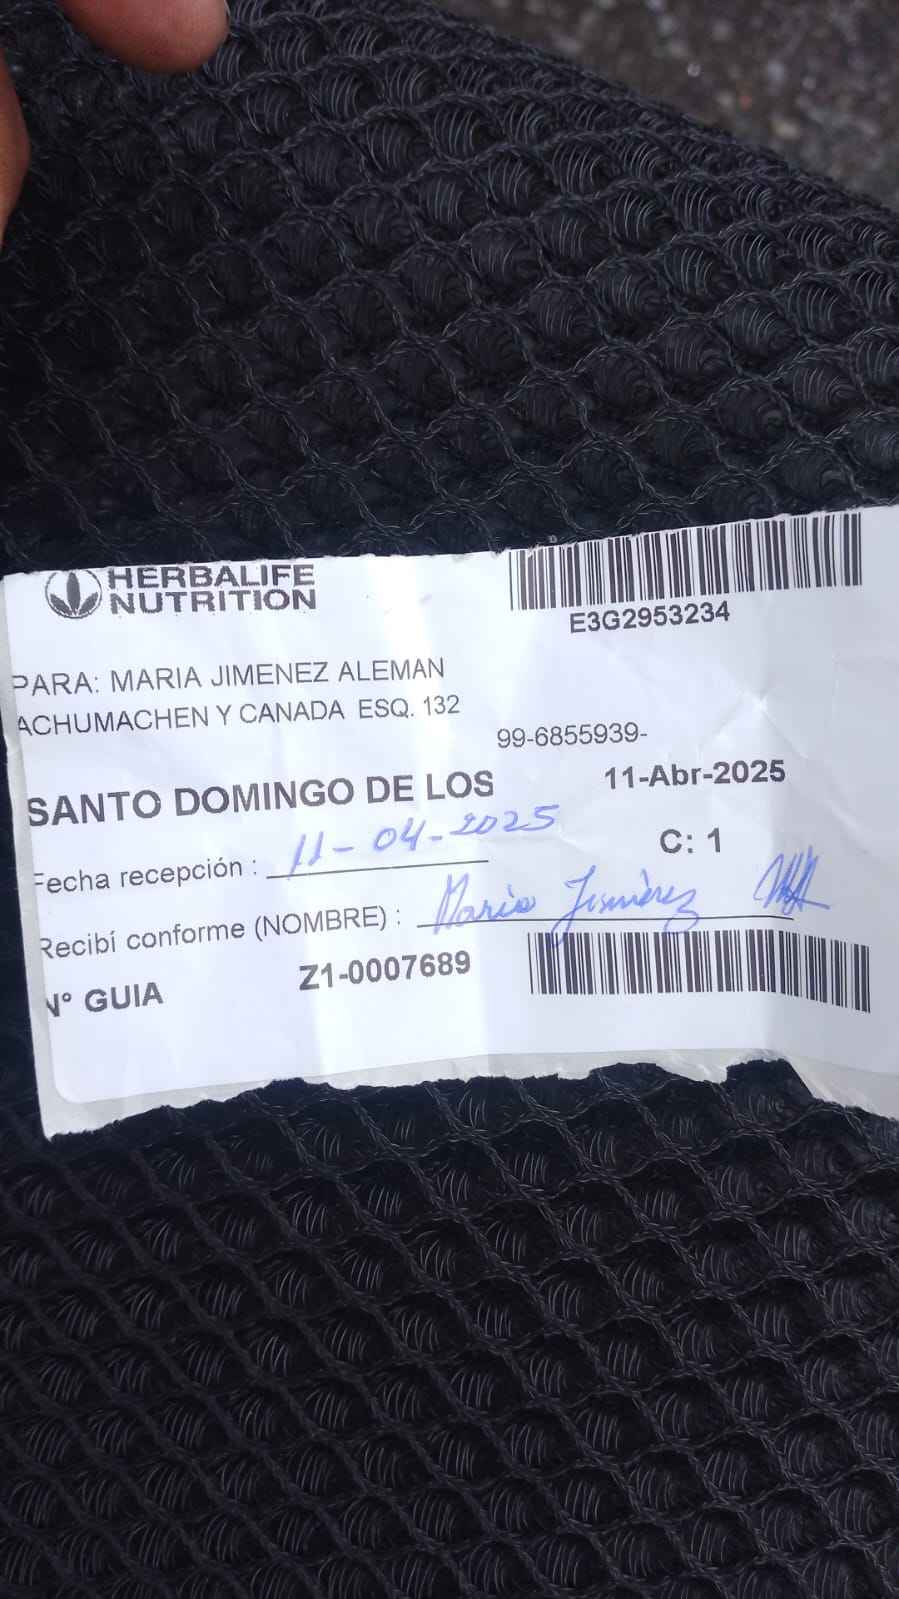 HERBALIFE
NUTRITION
E3G2953234
PARA: MARIA JIMENEZ ALEMAN
ACHUMACHEN Y CANADA ESQ. 132
99-6855939-
SANTO DOMINGO DE LOS
11-Abr-2025
Fecha recepción : 11-04-2025
C: 1
Recibí conforme (NOMBRE) : Maria Jimenez
N° GUIA Z1-0007689